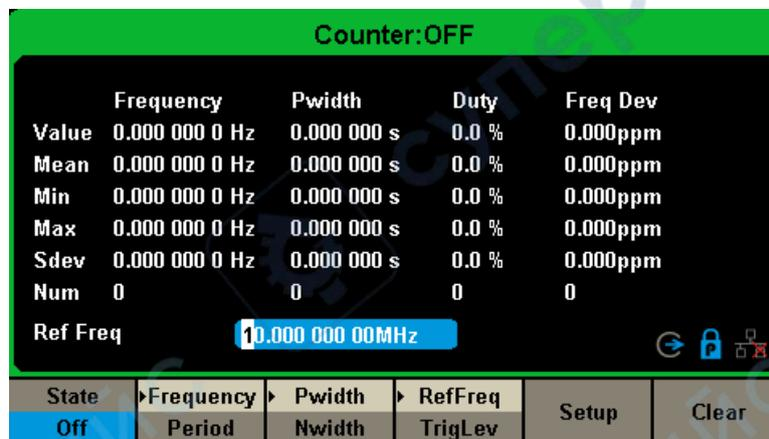 Counter:OFF
Frequency Pwidth Duty Freq Dev
Value 0.000 000 0 Hz 0.000 000 s 0.0 % 0.000ppm
Mean 0.000 000 0 Hz 0.000 000 s 0.0 % 0.000ppm
Min 0.000 000 0 Hz 0.000 000 s 0.0 % 0.000ppm
Max 0.000 000 0 Hz 0.000 000 s 0.0 % 0.000ppm
Sdev 0.000 000 0 Hz 0.000 000 s 0.0 % 0.000ppm
Num 0 0 0 0
Ref Freq 10.000 000 00MHz
P
State Frequency Pwidth RefFreq Setup Clear
Off Period Nwidth TrigLev